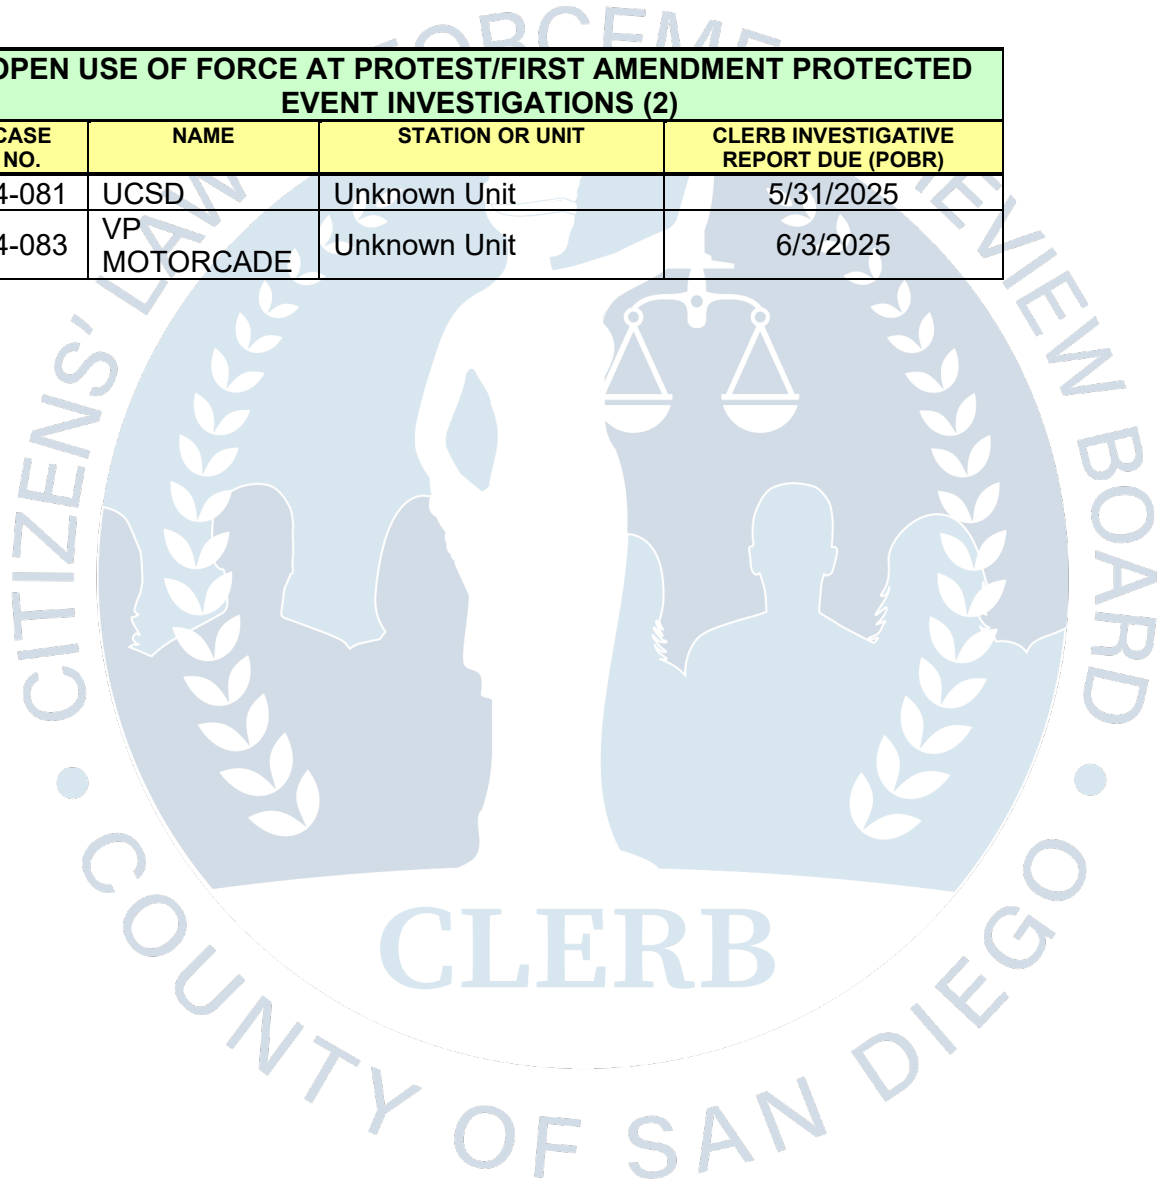 OPEN USE OF FORCE AT PROTEST/FIRST AMENDMENT PROTECTED
EVENT INVESTIGATIONS (2)
CASE NO. NAME STATION OR UNIT CLERB INVESTIGATIVE REPORT DUE (POBR)
4-081 UCSD Unknown Unit 5/31/2025
4-083 VP MOTORCADE Unknown Unit 6/3/2025
CITIZENS' LAW ORCEME REVIEW BOARD
CLERB
COUNTY OF SAN DIEGO